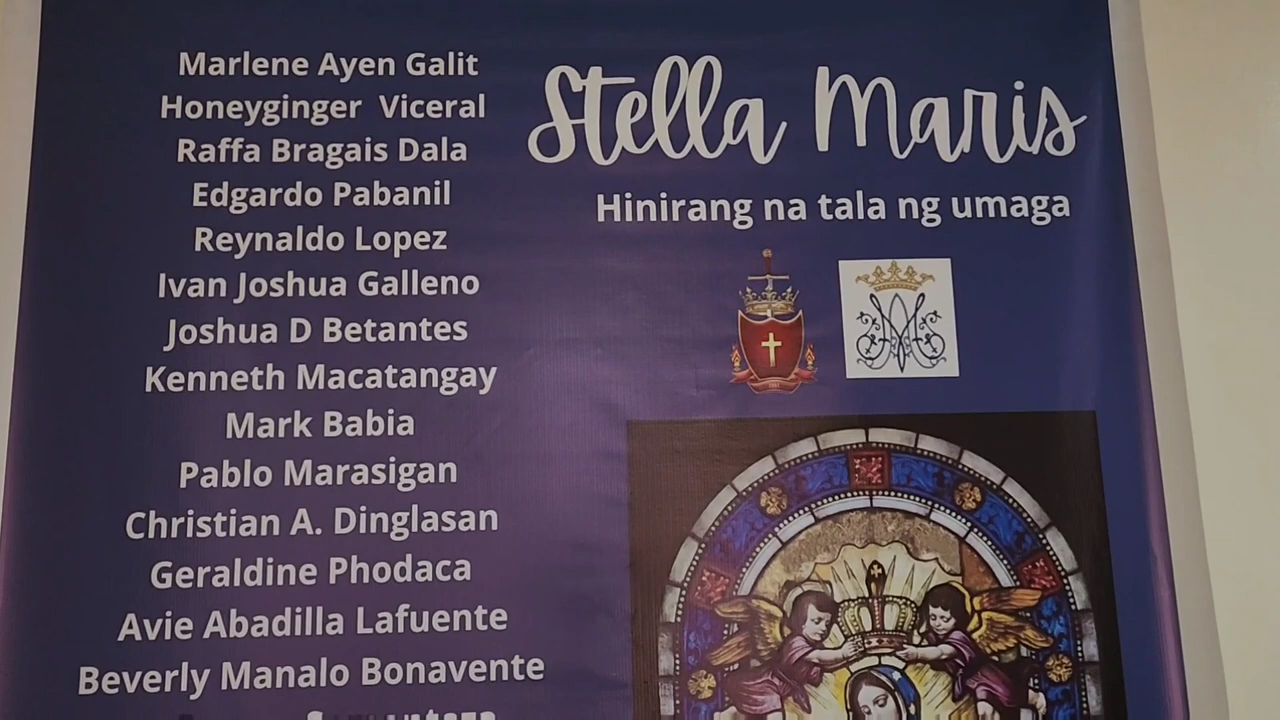 Marlene Ayen Galit
Honeyginger Viceral
Raffa Bragais Dala
Edgardo Pabanil
Reynaldo Lopez
Ivan Joshua Galleno
Joshua D Betantes
Kenneth Macatangay
Mark Babia
Pablo Marasigan
Christian A. Dinglasan
Geraldine Phodaca
Avie Abadilla Lafuente
Beverly Manalo Bonavente
Stella Maris
Hinirang na tala ng umaga